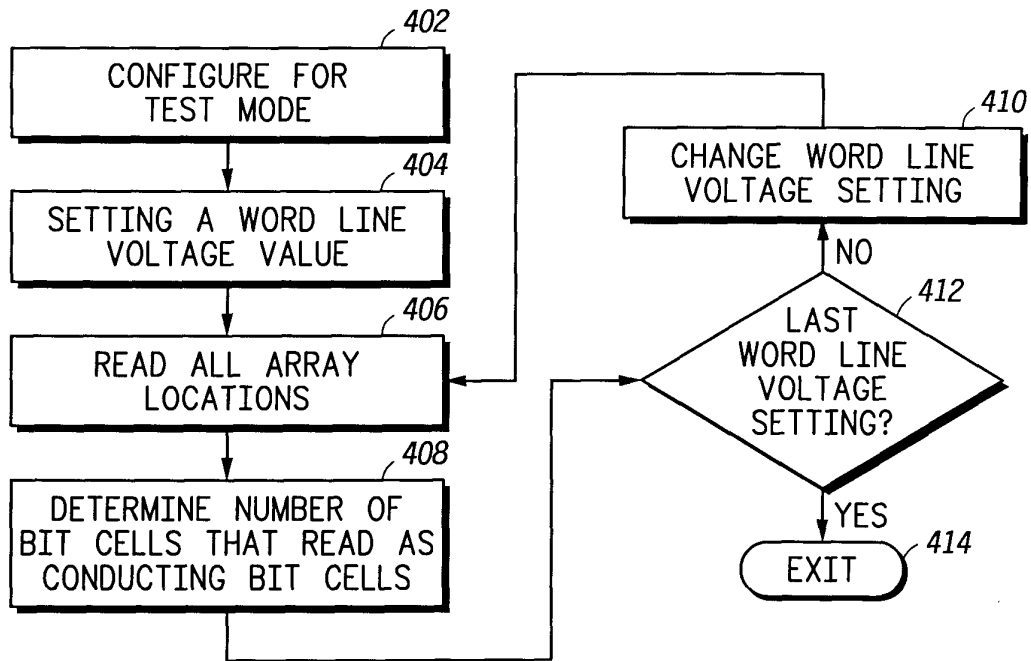 402
CONFIGURE FOR
TEST MODE
404
SETTING A WORD LINE
VOLTAGE VALUE
406
READ ALL ARRAY
LOCATIONS
408
DETERMINE NUMBER OF
BIT CELLS THAT READ AS
CONDUCTING BIT CELLS
410
CHANGE WORD LINE
VOLTAGE SETTING
NO
412
LAST
WORD LINE
VOLTAGE
SETTING?
YES
414
EXIT